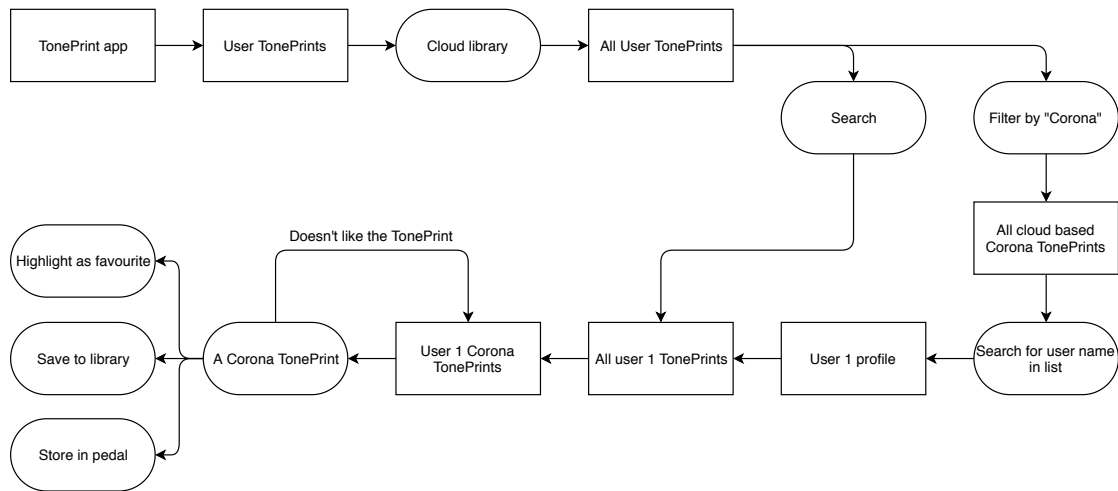 TonePrint app
User TonePrints
Cloud library
All User TonePrints
Search
Filter by "Corona"
All cloud based
Corona TonePrints
Doesn't like the TonePrint
Highlight as favourite
Save to library
A Corona TonePrint
User 1 Corona
TonePrints
All user 1 TonePrints
User 1 profile
Search for user name
in list
Store in pedal